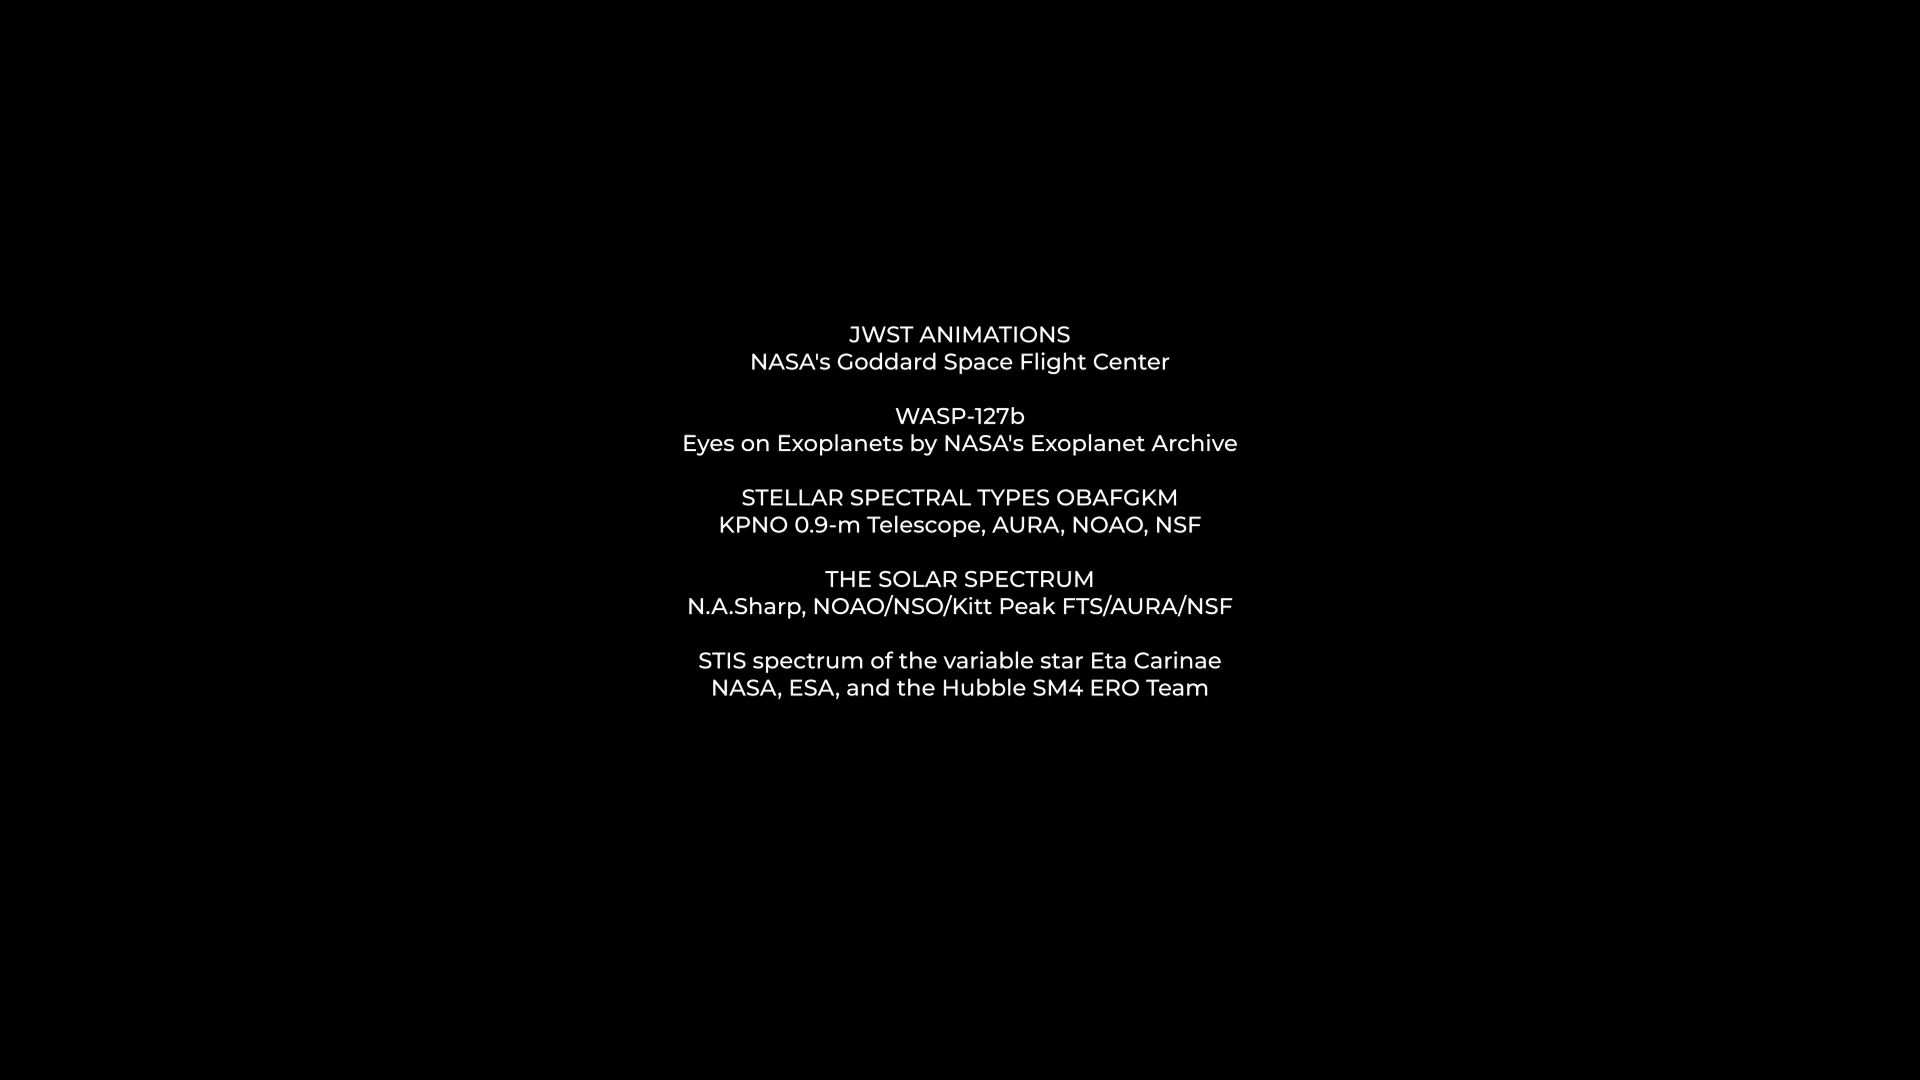 JWST ANIMATIONS
NASA's Goddard Space Flight Center
WASP-127b
Eyes on Exoplanets by NASA's Exoplanet Archive
STELLAR SPECTRAL TYPES OBAFGKM
KPNO 0.9-m Telescope, AURA, NOAO, NSF
THE SOLAR SPECTRUM
N.A.Sharp, NOAO/NSO/Kitt Peak FTS/AURA/NSF
STIS spectrum of the variable star Eta Carinae
NASA, ESA, and the Hubble SM4 ERO Team